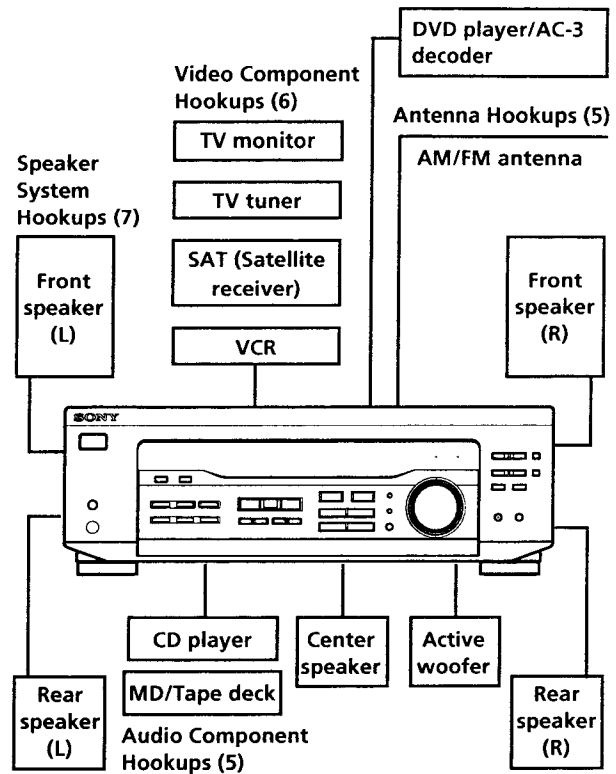 DVD player/AC-3
decoder
Video Component
Hookups (6)
Antenna Hookups (5)
TV monitor
AM/FM antenna
Speaker
System
Hookups (7)
TV tuner
SAT (Satellite
receiver)
Front
speaker
(L)
Front
speaker
(R)
VCR
SONY
CD player
Center
speaker
Active
woofer
MD/Tape deck
Rear
speaker
(L)
Rear
speaker
(R)
Audio Component
Hookups (5)